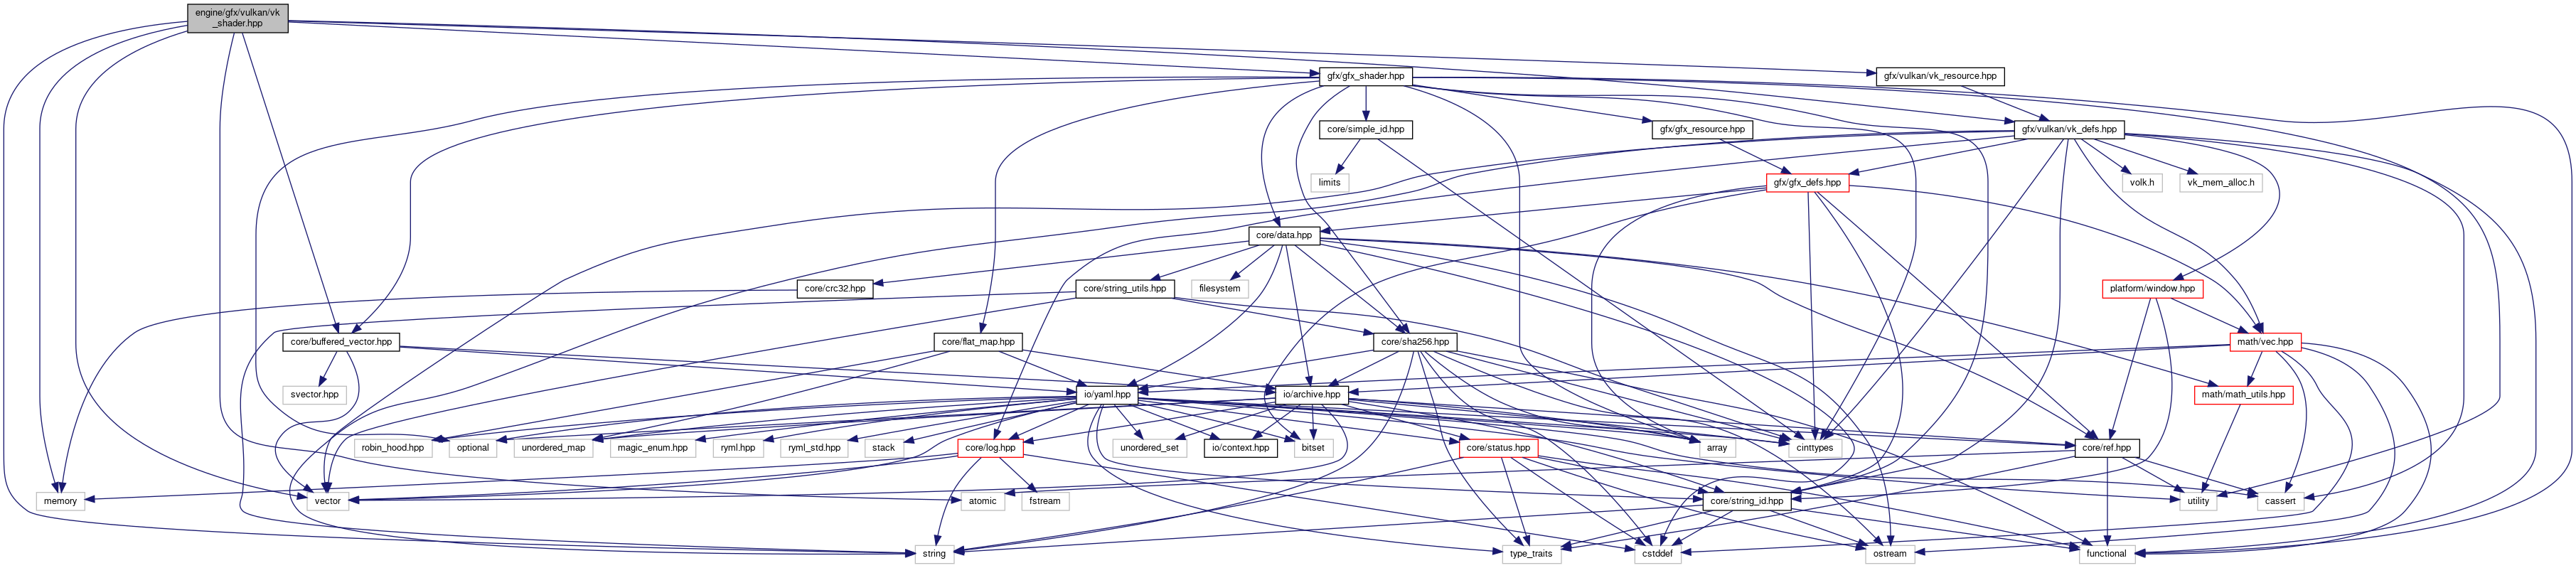 engine/gfx/vulkan/vk
_shader.hpp
gfx/gfx_shader.hpp
gfx/vulkan/vk_resource.hpp
core/simple_id.hpp
gfx/gfx_resource.hpp
gfx/vulkan/vk_defs.hpp
limits
gfx/gfx_defs.hpp
volk.h
vk_mem_alloc.h
core/data.hpp
core/crc32.hpp
core/string_utils.hpp
filesystem
platform/window.hpp
core/buffered_vector.hpp
core/flat_map.hpp
core/sha256.hpp
math/vec.hpp
svector.hpp
io/yaml.hpp
io/archive.hpp
math/math_utils.hpp
robin_hood.hpp
optional
unordered_map
magic_enum.hpp
ryml.hpp
ryml_std.hpp
stack
core/log.hpp
unordered_set
io/context.hpp
bitset
core/status.hpp
array
cinttypes
core/ref.hpp
memory
vector
atomic
fstream
core/string_id.hpp
utility
cassert
string
type_traits
cstddef
ostream
functional